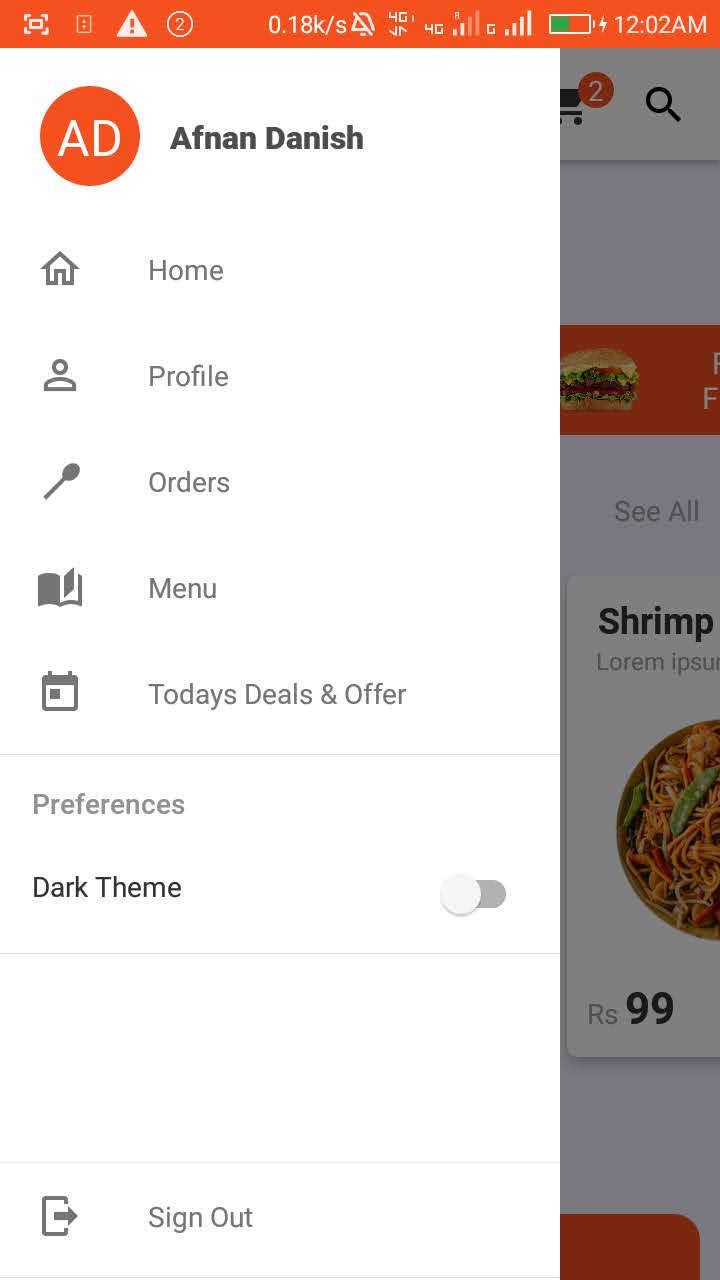 2
0.18k/s
4G
4G
R
G
12:02AM
AD
Afnan Danish
2
Home
Profile
F
Orders
See All
Menu
Shrimp
Lorem ipsu
Todays Deals & Offer
Preferences
Dark Theme
Rs 99
Sign Out